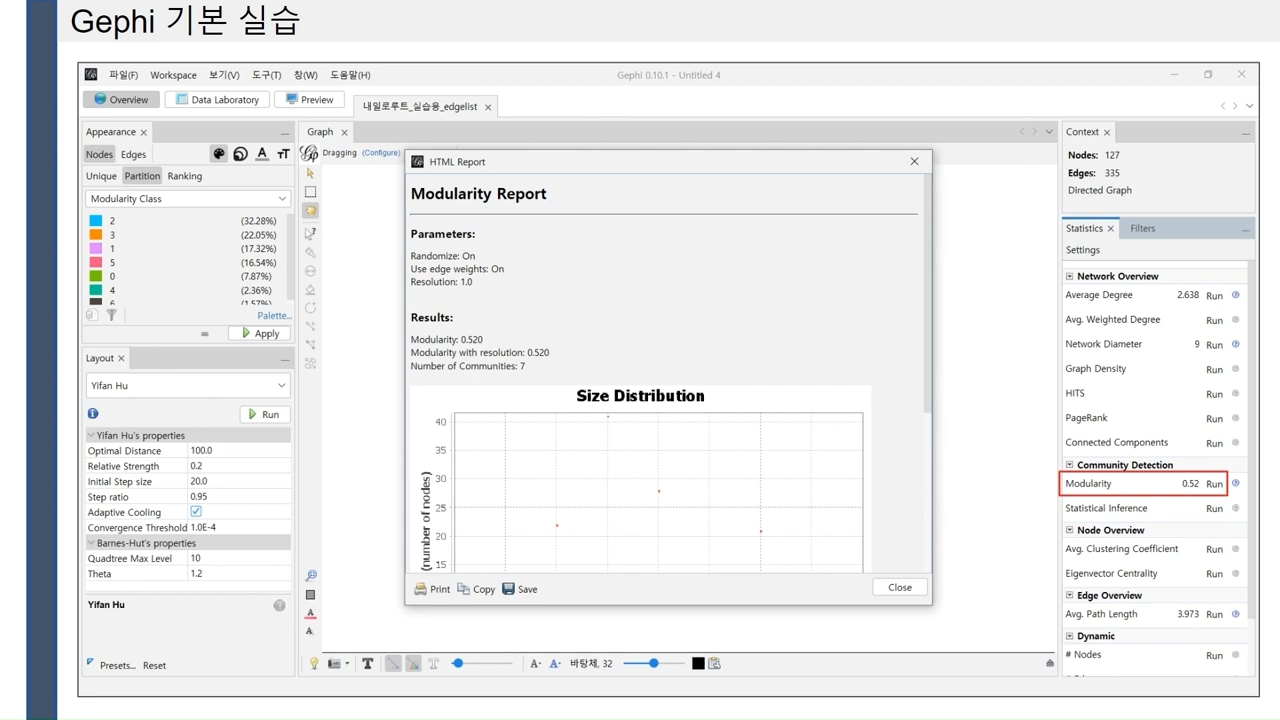 Gephi 기본 실습
파일(F) Workspace 보기(V) 도구(T) 창(W) 도움말(H)
Gephi 0.10.1 - Untitled 4
Overview Data Laboratory Preview
내일로루트_실습용_edgelist
Appearance
Nodes Edges
Unique Partition Ranking
Modularity Class
2 (32.28%)
3 (22.05%)
1 (17.32%)
5 (16.54%)
0 (7.87%)
4 (2.36%)
6 (1.57%)
Palette...
Apply
Layout
Yifan Hu
Run
Yifan Hu's properties
Optimal Distance 100.0
Relative Strength 0.2
Initial Step size 20.0
Step ratio 0.95
Adaptive Cooling
Convergence Threshold 1.0E-4
Barnes-Hut's properties
Quadtree Max Level 10
Theta 1.2
Yifan Hu
Presets... Reset
Graph
Dragging (Configure)
HTML Report
Modularity Report
Parameters:
Randomize: On
Use edge weights: On
Resolution: 1.0
Results:
Modularity: 0.520
Modularity with resolution: 0.520
Number of Communities: 7
Size Distribution
40
35
30
25
20
15
(number of nodes)
Print Copy Save
Close
바탕체, 32
Context
Nodes: 127
Edges: 335
Directed Graph
Statistics Filters
Settings
Network Overview
Average Degree 2.638 Run
Avg. Weighted Degree Run
Network Diameter 9 Run
Graph Density Run
HITS Run
PageRank Run
Connected Components Run
Community Detection
Modularity 0.52 Run
Statistical Inference Run
Node Overview
Avg. Clustering Coefficient Run
Eigenvector Centrality Run
Edge Overview
Avg. Path Length 3.973 Run
Dynamic
# Nodes Run